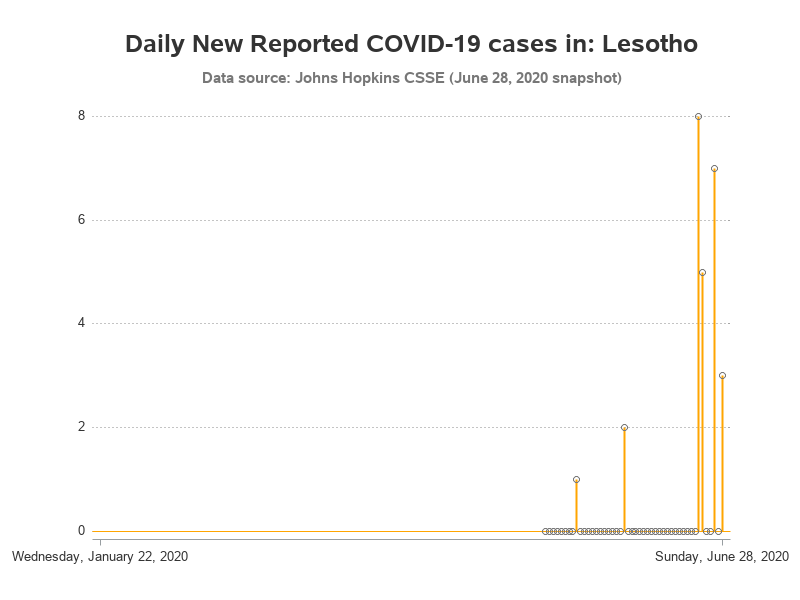 Daily New Reported COVID-19 cases in: Lesotho
Data source: Johns Hopkins CSSE (June 28, 2020 snapshot)
8
6
4
2
0
Wednesday, January 22, 2020
Sunday, June 28, 2020